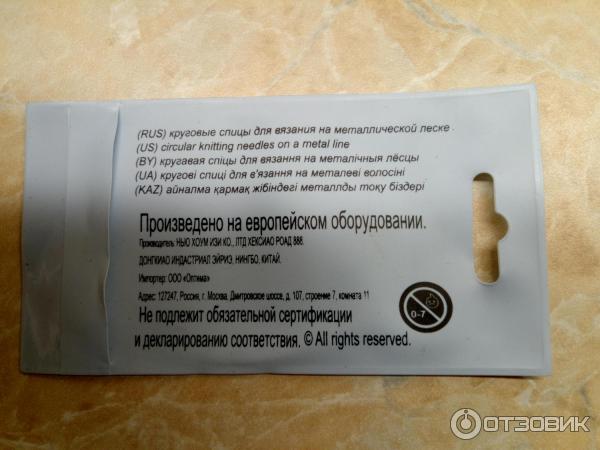 (RUS) круговые спицы для вязания на металлической леске
(US) circular knitting needles on a metal line
(BY) кругавая спіцы для вязання на металічныя лёсцы
(UA) кругові спиці для в'язання на металеві волосіні
(KAZ) айналма қармақ жібіндегі металлды тоқу біздері
Произведено на европейском оборудовании.
Производитель: НЬЮ ХОУМ ИЗИ КО., ЛТД ХЕКСИАО РОАД 886.
ДОНГКИАО ИНДАСТРИАЛ ЭЙРИЭ, НИНГБО, КИТАЙ.
Импортер: ООО «Оптима»
Адрес: 127247, Россия, г. Москва, Дмитровское шоссе, д. 107, строение 7, комната 11
Не подлежит обязательной сертификации
и декларированию соответствия. © All rights reserved.
0-7
ОТЗОВИК